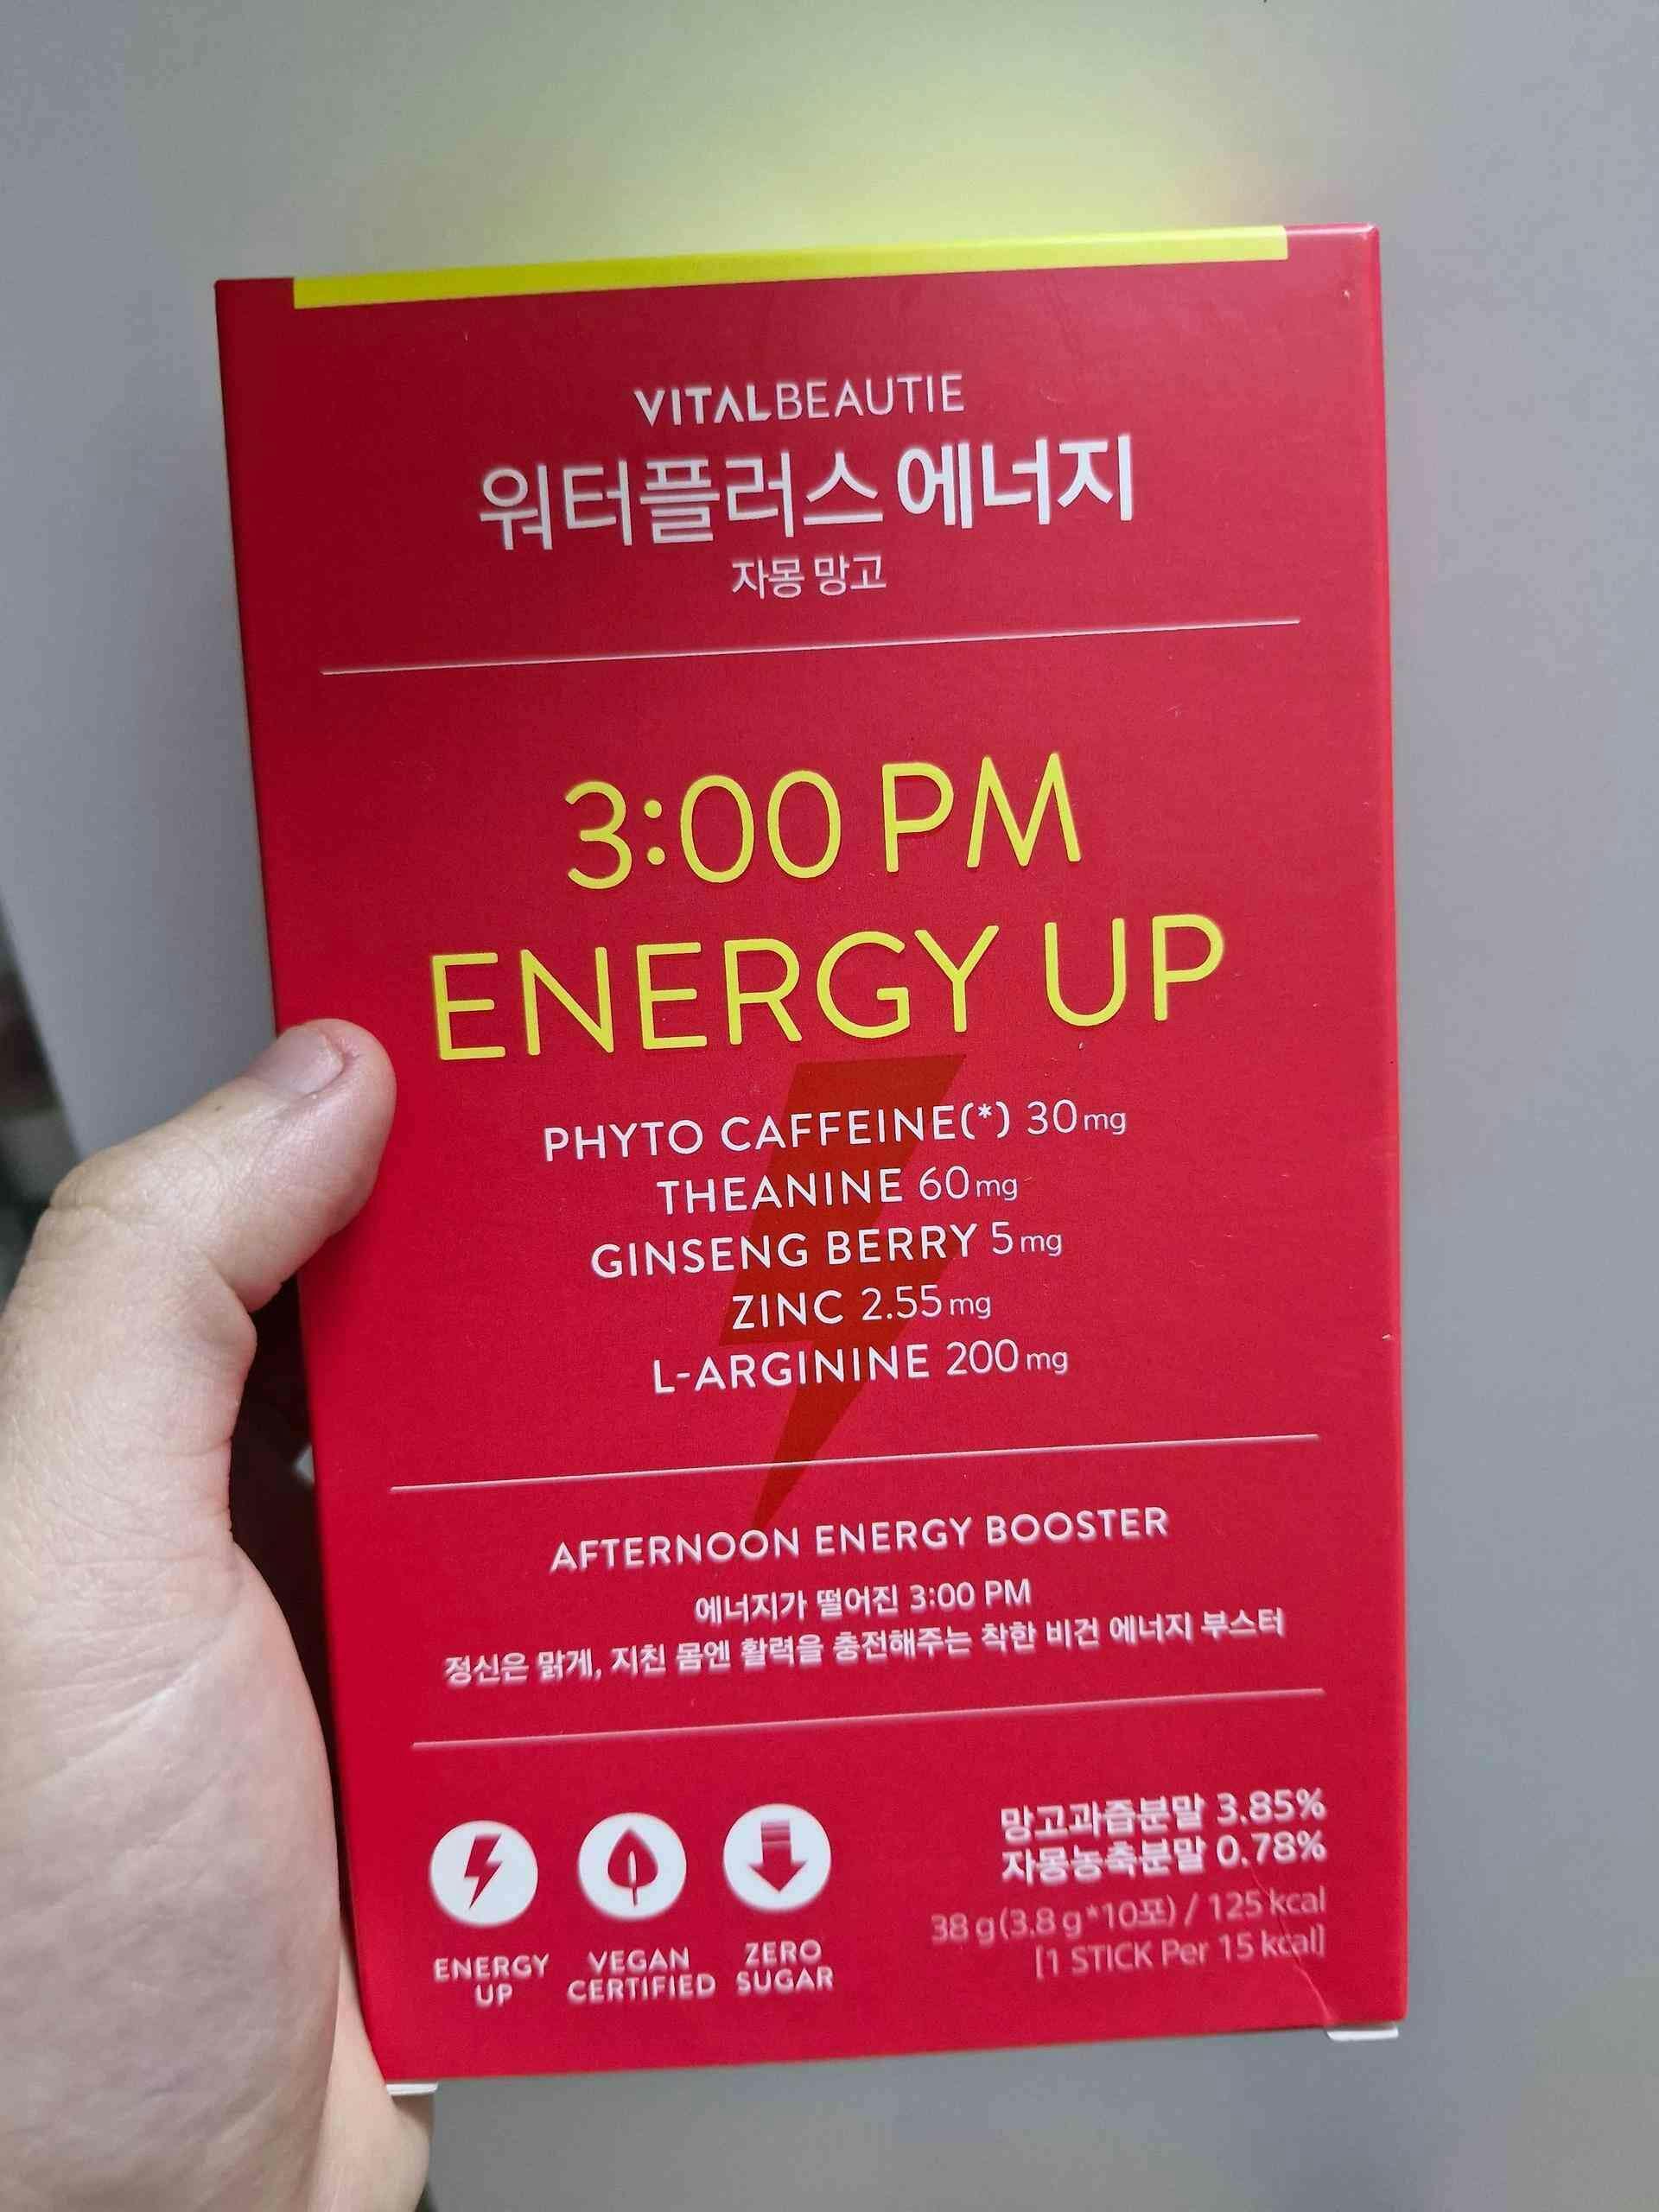 VITALBEAUTIE
워터플러스 에너지
자몽 망고
3:00 PM
ENERGY UP
PHYTO CAFFEINE(*) 30mg
THEANINE 60mg
GINSENG BERRY 5mg
ZINC 2.55mg
L-ARGININE 200mg
AFTERNOON ENERGY BOOSTER
에너지가 떨어진 3:00 PM
정신은 맑게, 지친 몸엔 활력을 충전해주는 착한 비건 에너지 부스터
ENERGY
UP
VEGAN
CERTIFIED
ZERO
SUGAR
망고과즙분말 3.85%
자몽농축분말 0.78%
38 g (3.8 g*10포) / 125 kcal
[1 STICK Per 15 kcal]